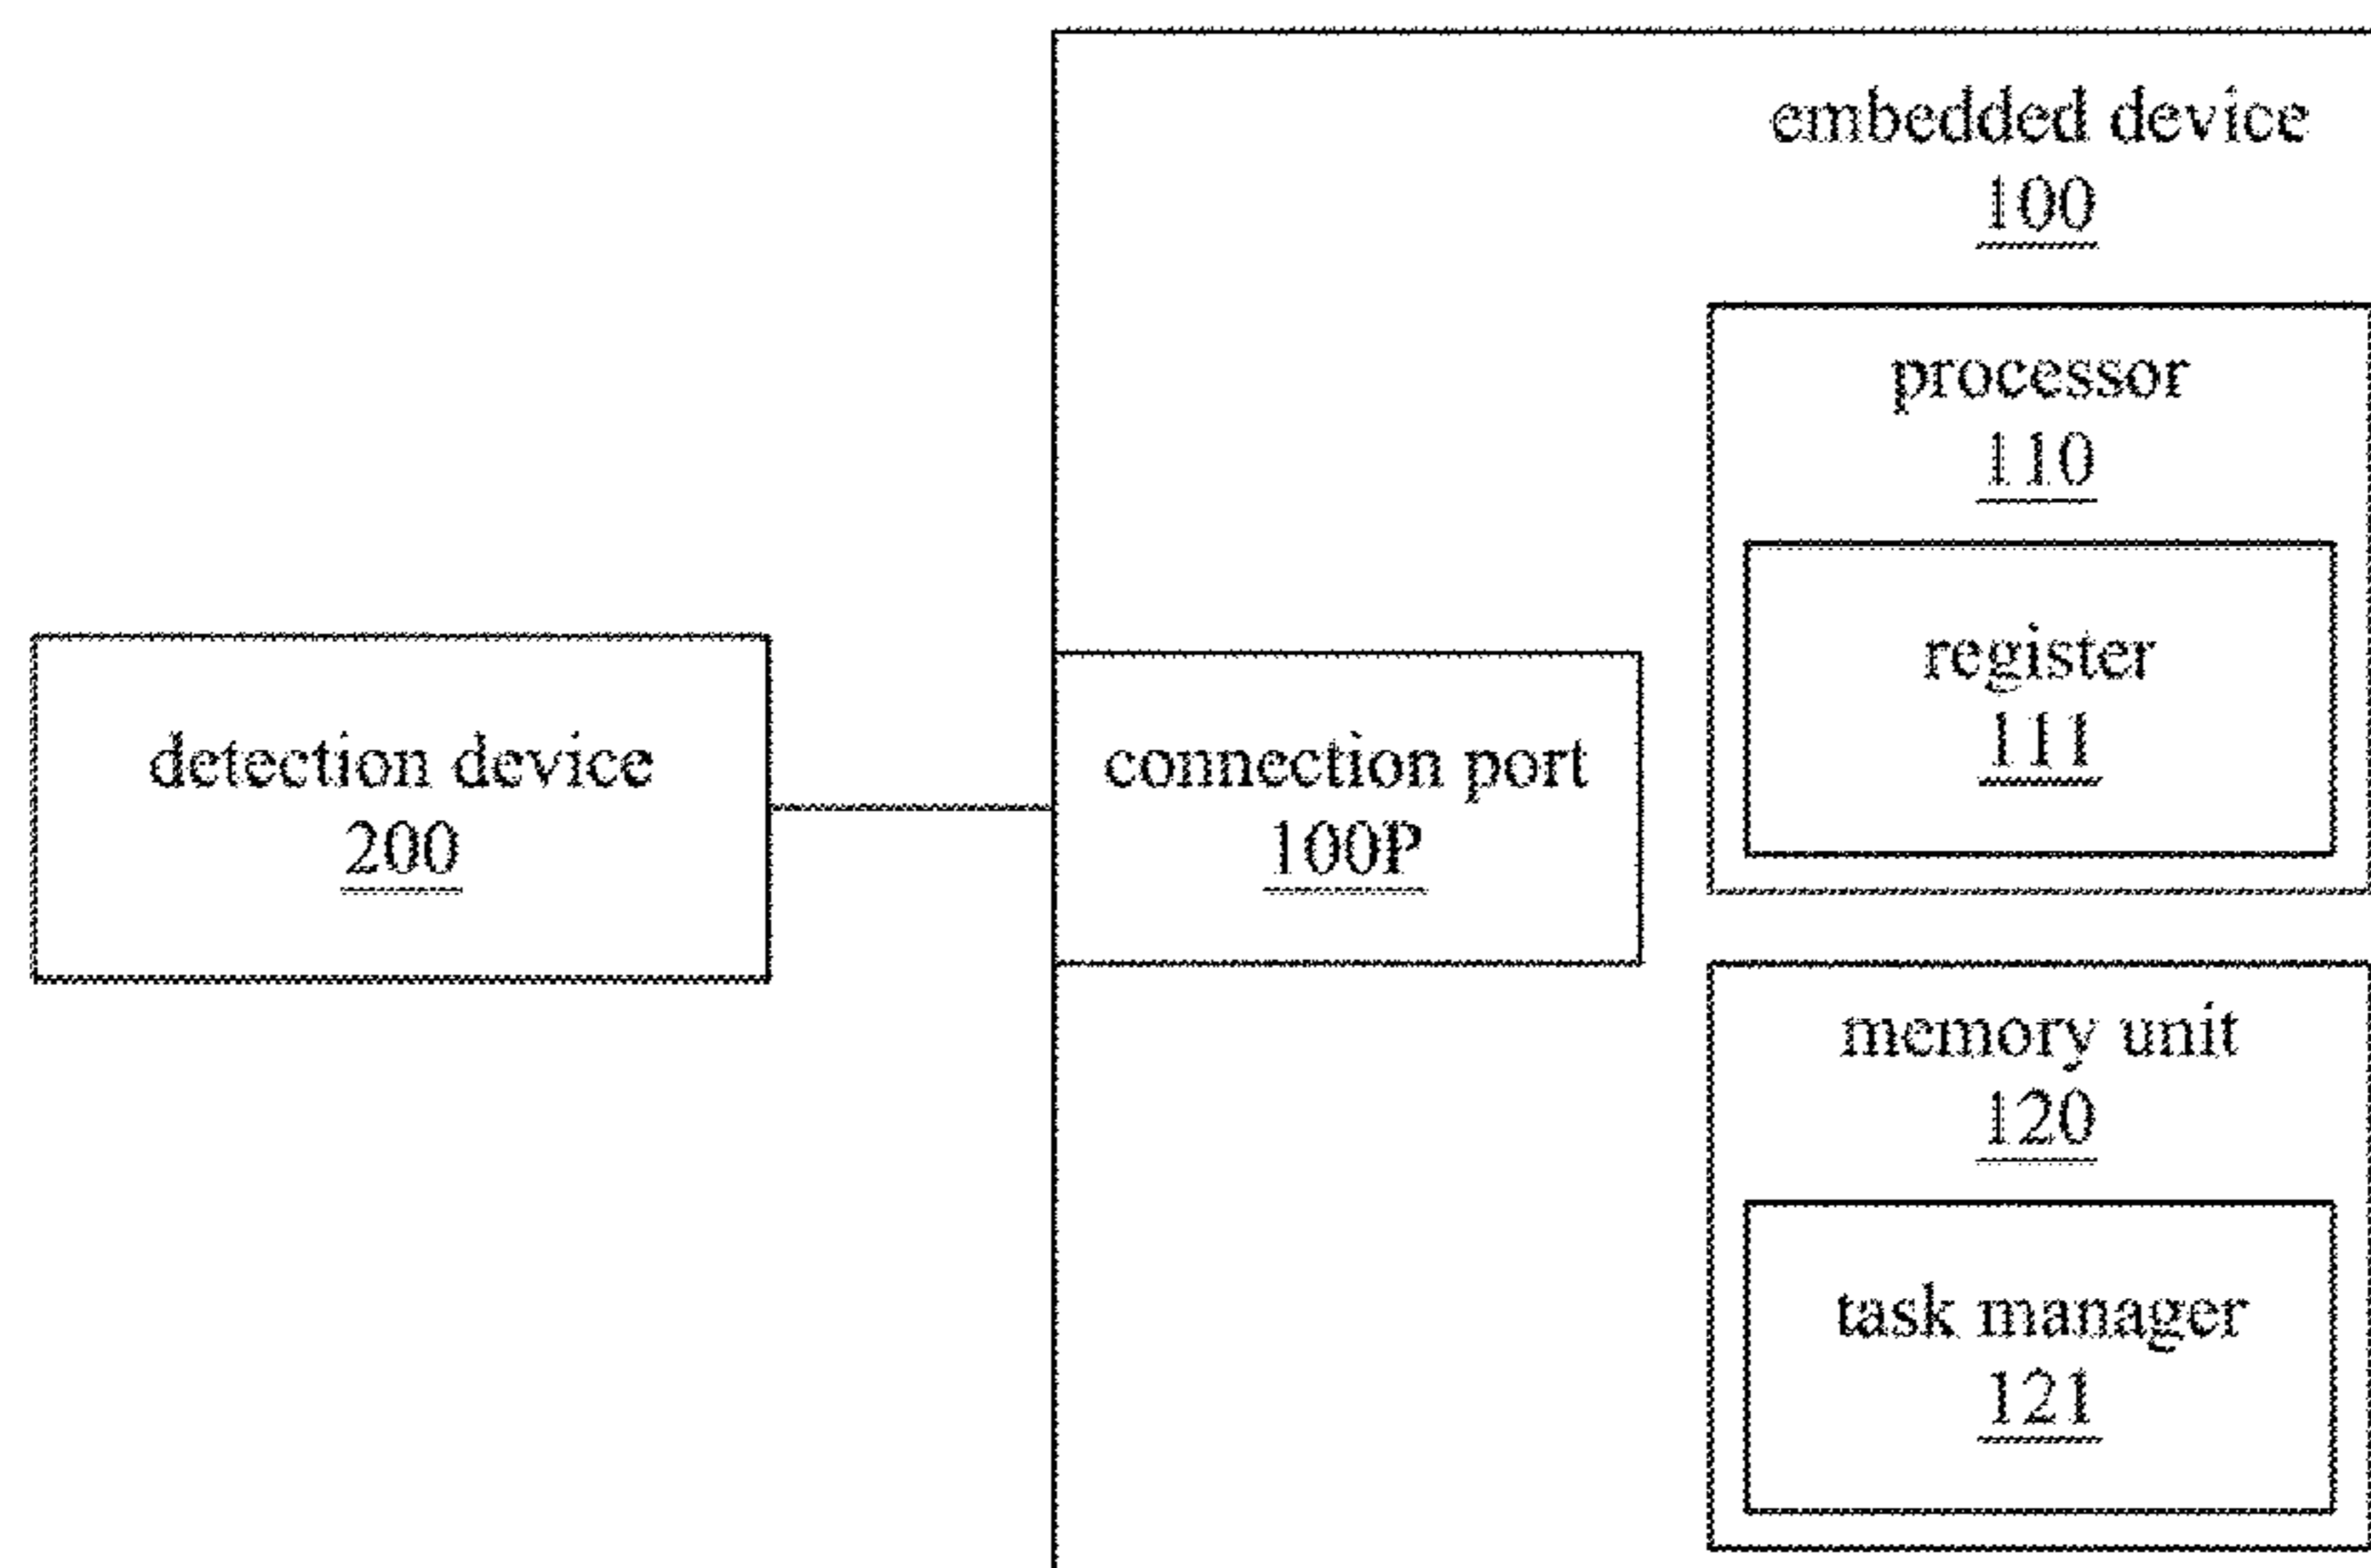 embedded device
100
processor
110
register
111
detection device
200
connection port
100P
memory unit
120
task manager
121